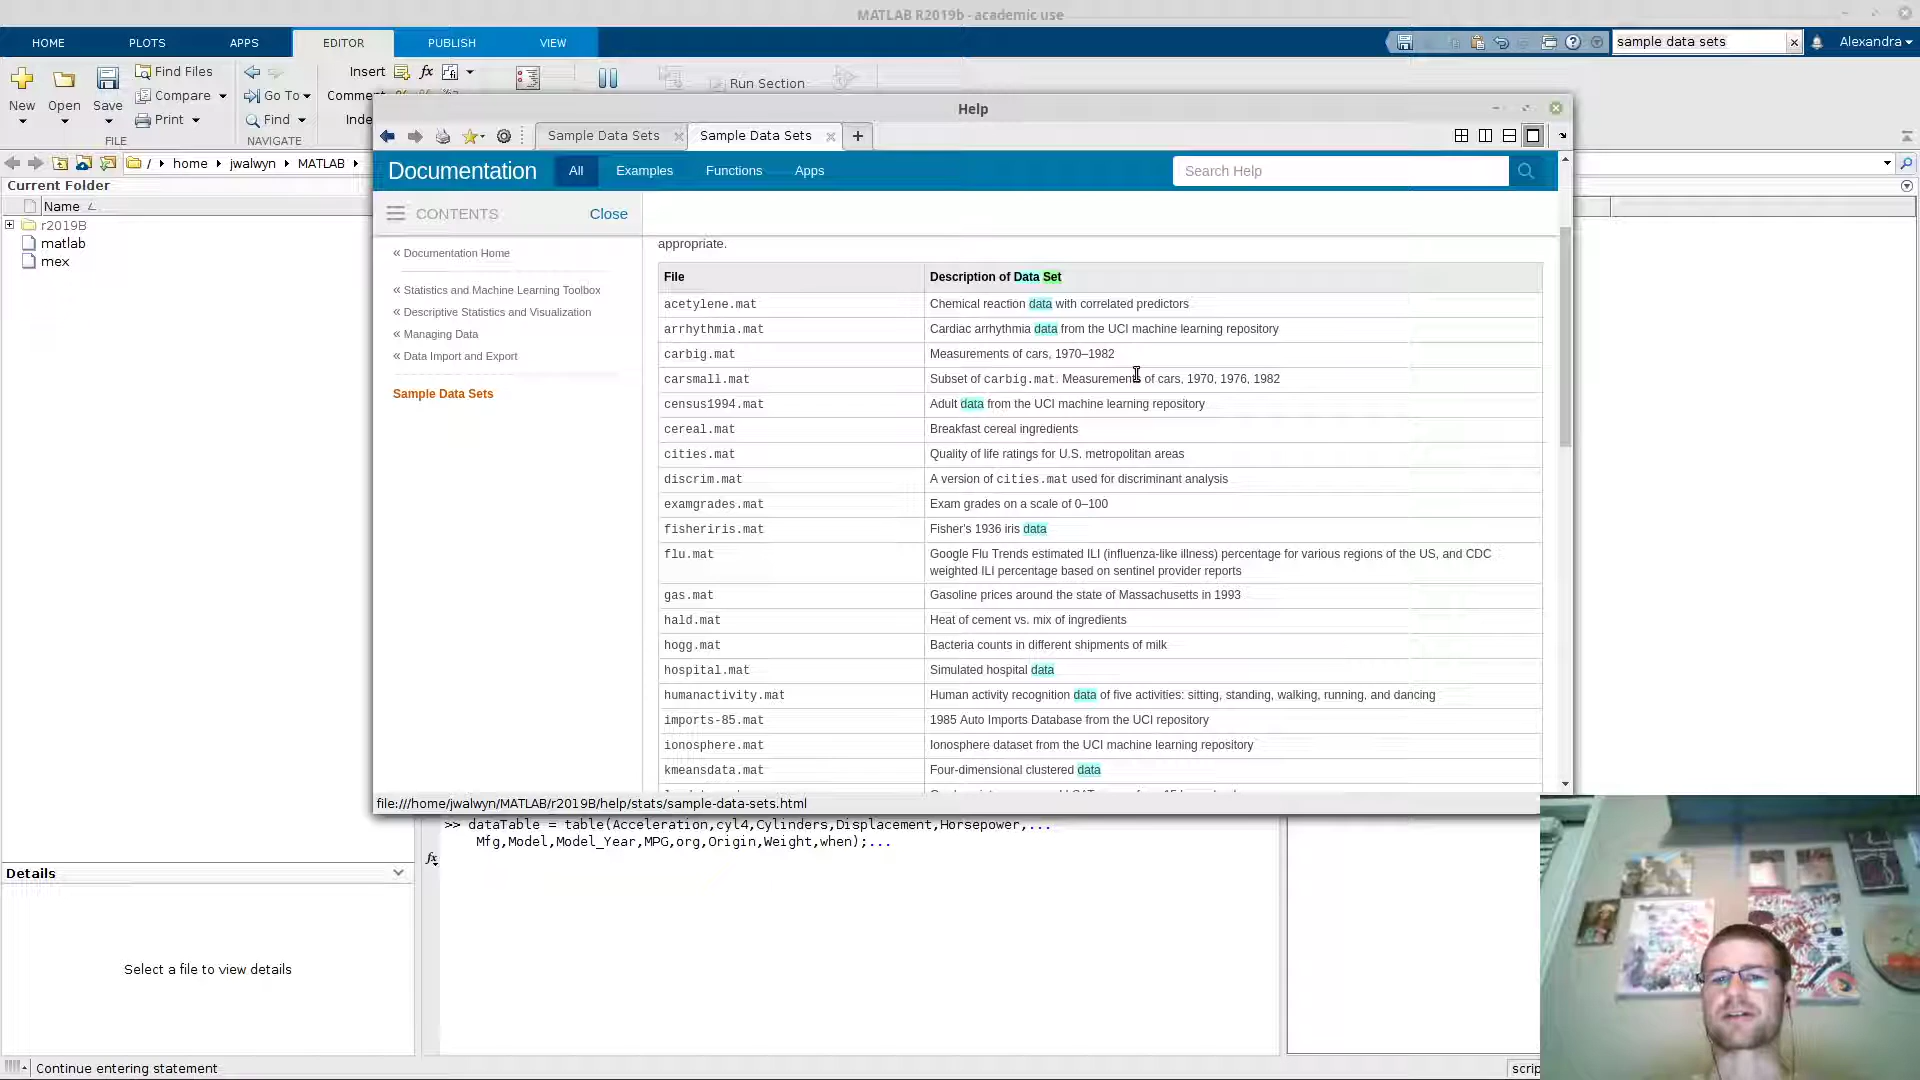 MATLAB R2019b - academic use
HOME PLOTS APPS EDITOR PUBLISH VIEW sample data sets Alexandra
New Open Save Find Files Compare Print Go To Find Insert fx Comment Run Section
FILE NAVIGATE
/ home jwalwyn MATLAB
Current Folder
Name
r2019B
matlab
mex
Help
Sample Data Sets Sample Data Sets
Documentation All Examples Functions Apps Search Help
CONTENTS Close
« Documentation Home
« Statistics and Machine Learning Toolbox
« Descriptive Statistics and Visualization
« Managing Data
« Data Import and Export
Sample Data Sets
appropriate.
File Description of Data Set
acetylene.mat Chemical reaction data with correlated predictors
arrhythmia.mat Cardiac arrhythmia data from the UCI machine learning repository
carbig.mat Measurements of cars, 1970–1982
carsmall.mat Subset of carbig.mat. Measurements of cars, 1970, 1976, 1982
census1994.mat Adult data from the UCI machine learning repository
cereal.mat Breakfast cereal ingredients
cities.mat Quality of life ratings for U.S. metropolitan areas
discrim.mat A version of cities.mat used for discriminant analysis
examgrades.mat Exam grades on a scale of 0–100
fisheriris.mat Fisher's 1936 iris data
flu.mat Google Flu Trends estimated ILI (influenza-like illness) percentage for various regions of the US, and CDC
weighted ILI percentage based on sentinel provider reports
gas.mat Gasoline prices around the state of Massachusetts in 1993
hald.mat Heat of cement vs. mix of ingredients
hogg.mat Bacteria counts in different shipments of milk
hospital.mat Simulated hospital data
humanactivity.mat Human activity recognition data of five activities: sitting, standing, walking, running, and dancing
imports-85.mat 1985 Auto Imports Database from the UCI repository
ionosphere.mat Ionosphere dataset from the UCI machine learning repository
kmeansdata.mat Four-dimensional clustered data
file:///home/jwalwyn/MATLAB/r2019B/help/stats/sample-data-sets.html
>> dataTable = table(Acceleration,cyl4,Cylinders,Displacement,Horsepower,...
Mfg,Model,Model_Year,MPG,org,Origin,Weight,when);...
fx
Details
Select a file to view details
Continue entering statement
scrip